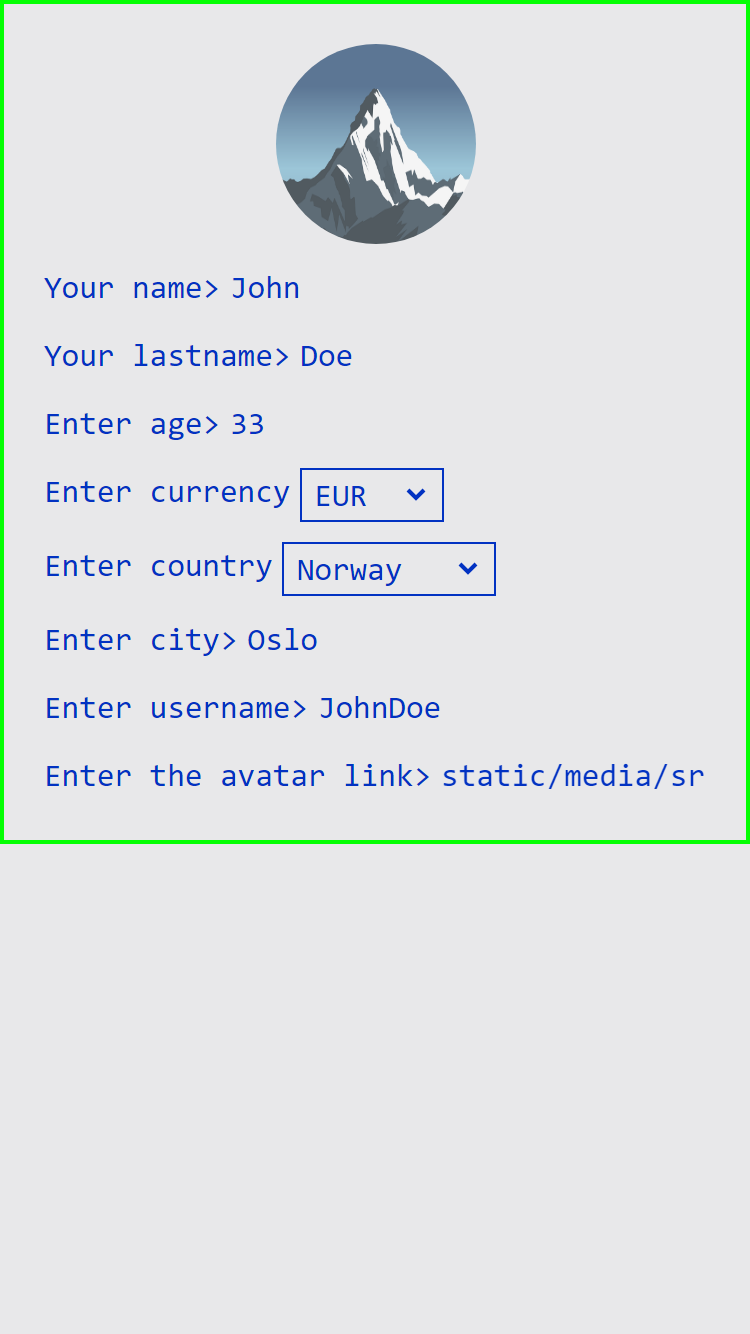 Your name> John
Your lastname> Doe
Enter age> 33
Enter currency EUR
Enter country Norway
Enter city> Oslo
Enter username> JohnDoe
Enter the avatar link> static/media/sr